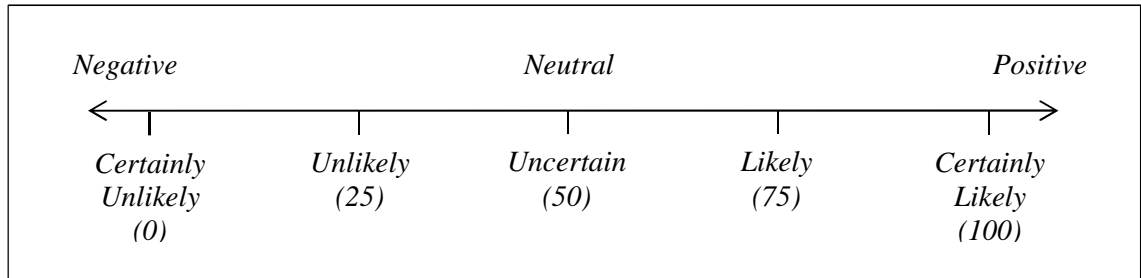 Negative Neutral Positive
Certainly Unlikely Uncertain Likely Certainly
Unlikely (25) (50) (75) Likely
(0) (100)